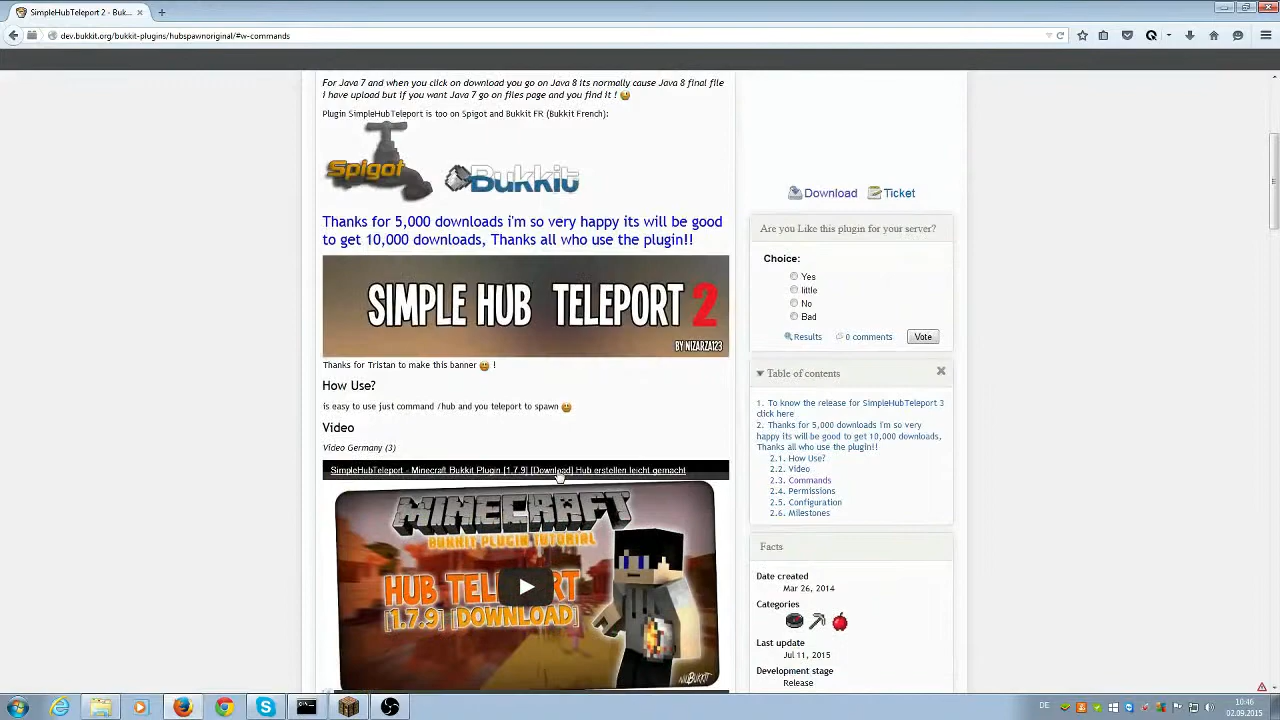 SimpleHubTeleport 2 - Buk...
dev.bukkit.org/bukkit-plugins/hubspawnoriginal/#w-commands
For Java 7 and when you click on download you go on Java 8 its normally cause Java 8 final file
i have upload but if you want Java 7 go on files page and you find it !
Plugin SimpleHubTeleport is too on Spigot and Bukkit FR (Bukkit French):
Spigot
Bukkit
Thanks for 5,000 downloads i'm so very happy its will be good
to get 10,000 downloads, Thanks all who use the plugin!!
SIMPLE HUB TELEPORT 2
BY NIZARZA123
Thanks for Tristan to make this banner !
How Use?
is easy to use just command /hub and you teleport to spawn
Video
Video Germany (3)
SimpleHubTeleport - Minecraft Bukkit Plugin [1.7.9] [Download] Hub erstellen leicht gemacht
MINECRAFT
BUKKIT PLUGIN TUTORIAL
HUB TELEPORT
[1.7.9] [DOWNLOAD]
Download
Ticket
Are you Like this plugin for your server?
Choice:
Yes
little
No
Bad
Results
0 comments
Vote
Table of contents
1. To know the release for SimpleHubTeleport 3
click here
2. Thanks for 5,000 downloads i'm so very
happy its will be good to get 10,000 downloads,
Thanks all who use the plugin!!
2.1. How Use?
2.2. Video
2.3. Commands
2.4. Permissions
2.5. Configuration
2.6. Milestones
Facts
Date created
Mar 26, 2014
Categories
Last update
Jul 11, 2015
Development stage
Release
DE
10:46
02.09.2015